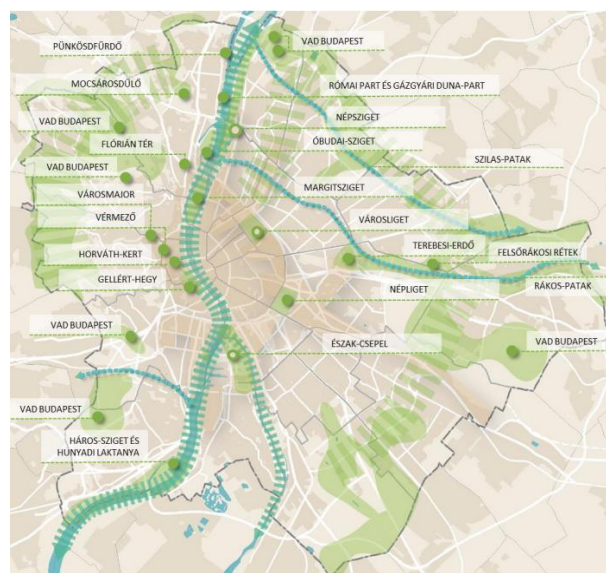 PÜNKÖSDFÜRDŐ
VAD BUDAPEST
MOCSÁROSDŰLŐ
RÓMAI PART ÉS GÁZGYÁRI DUNA-PART
VAD BUDAPEST
NÉPSZIGET
FLÓRIÁN TÉR
ÓBUDAI-SZIGET
VAD BUDAPEST
SZILAS-PATAK
VÁROSMAJOR
MARGITSZIGET
VÉRMEZŐ
VÁROSLIGET
HORVÁTH-KERT
TEREBESI-ERDŐ
FELSŐRÁKOSI RÉTEK
GELLÉRT-HEGY
NÉPLIGET
RÁKOS-PATAK
VAD BUDAPEST
ÉSZAK-CSEPEL
VAD BUDAPEST
VAD BUDAPEST
HÁROS-SZIGET ÉS
HUNYADI LAKTANYA